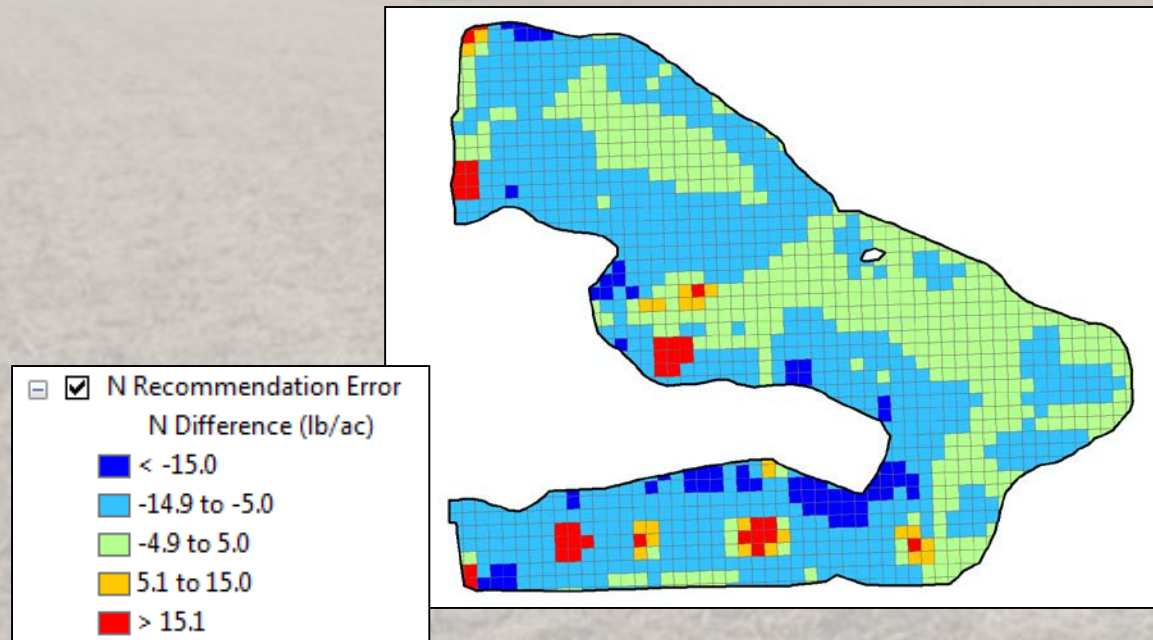 N Recommendation Error
N Difference (lb/ac)
< -15.0
-14.9 to -5.0
-4.9 to 5.0
5.1 to 15.0
> 15.1